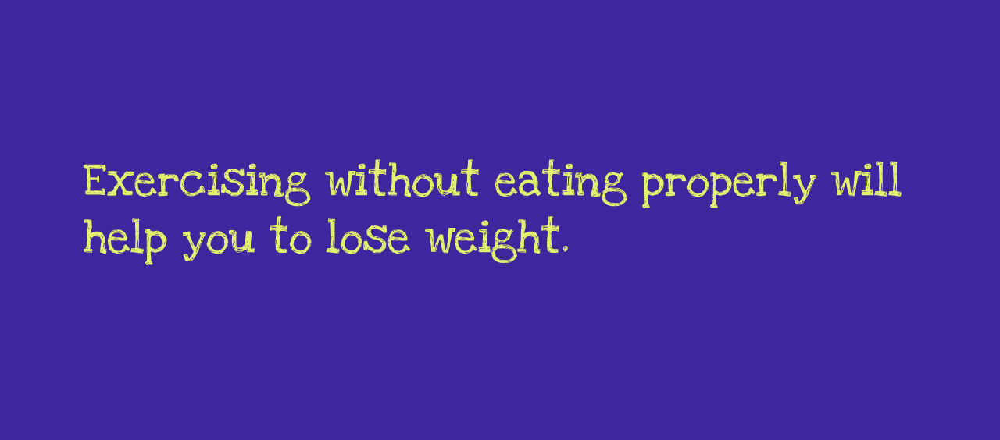 Exercising without eating properly will
help you to lose weight.